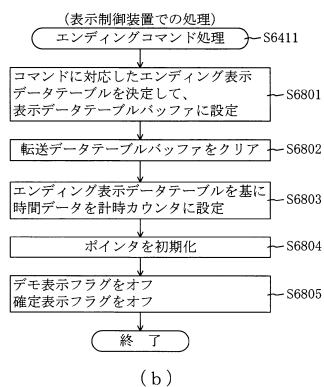 (表示制御装置での処理)
エンディングコマンド処理
S6411
コマンドに対応したエンディング表示
データテーブルを決定して、
表示データテーブルバッファに設定
S6801
転送データテーブルバッファをクリア
S6802
エンディング表示データテーブルを基に
時間データを計時カウンタに設定
S6803
ポインタを初期化
S6804
デモ表示フラグをオフ
確定表示フラグをオフ
S6805
終 了
(b)